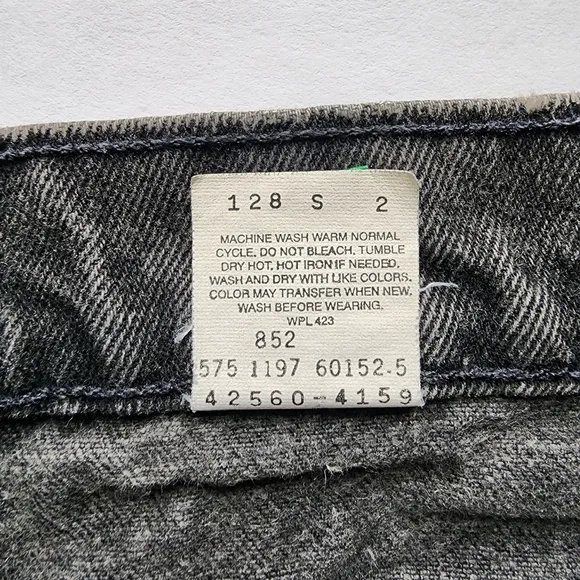 128 S 2
MACHINE WASH WARM NORMAL
CYCLE. DO NOT BLEACH. TUMBLE
DRY HOT. HOT IRON IF NEEDED.
WASH AND DRY WITH LIKE COLORS.
COLOR MAY TRANSFER WHEN NEW.
WASH BEFORE WEARING.
WPL 423
852
575 1197 60152-5
42560-4159